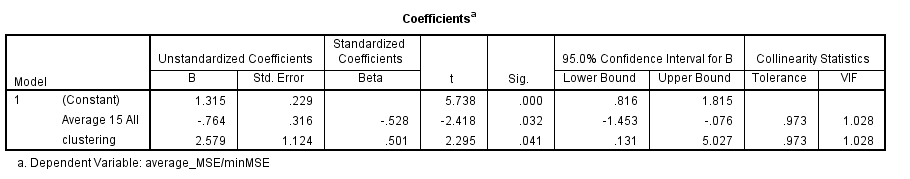 Coefficientsa
Unstandardized Coefficients Standardized Coefficients 95.0% Confidence Interval for B Collinearity Statistics
Model B Std. Error Beta t Sig. Lower Bound Upper Bound Tolerance VIF
1 (Constant) 1.315 .229 5.738 .000 .816 1.815
Average 15 All -.764 .316 -.528 -2.418 .032 -1.453 -.076 .973 1.028
clustering 2.579 1.124 .501 2.295 .041 .131 5.027 .973 1.028
a. Dependent Variable: average_MSE/minMSE